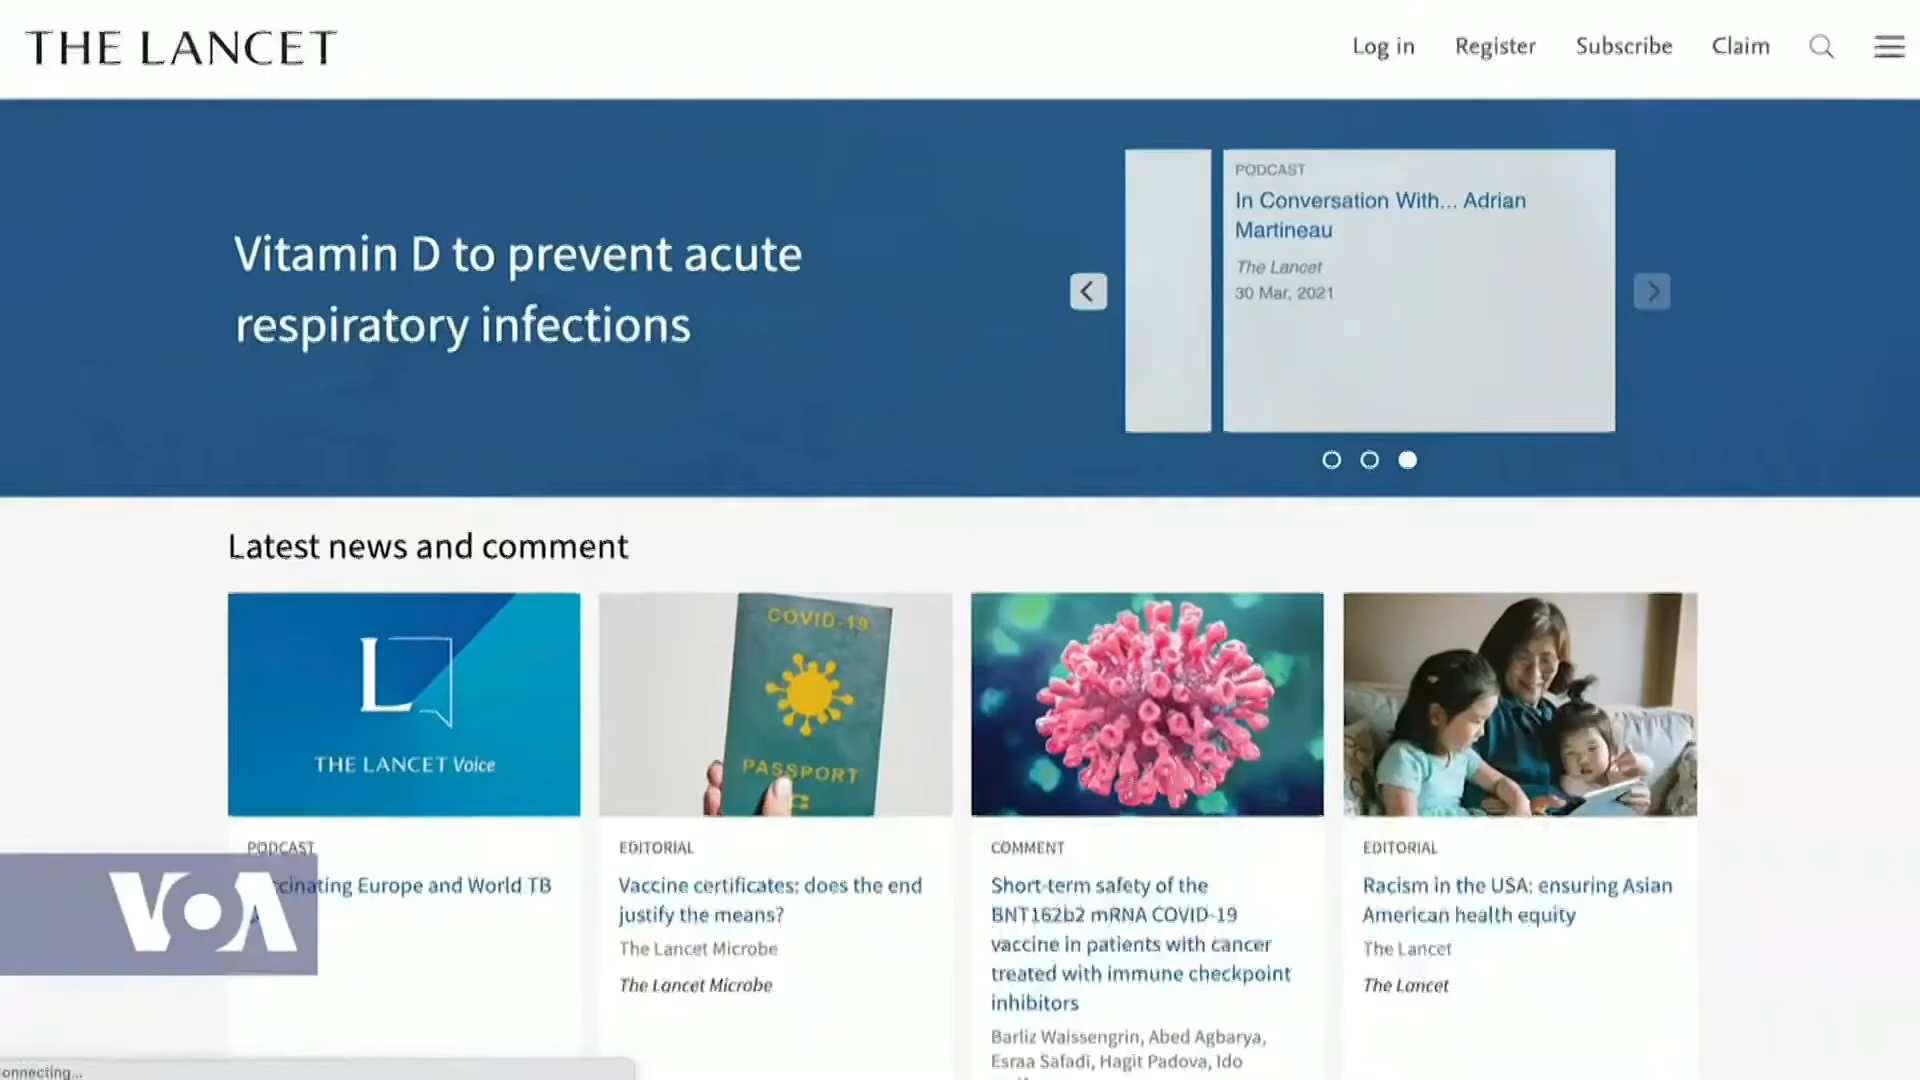 THE LANCET
Log in
Register
Subscribe
Claim
Vitamin D to prevent acute
respiratory infections
PODCAST
In Conversation With... Adrian
Martineau
The Lancet
30 Mar, 2021
Latest news and comment
THE LANCET Voice
COVID-19
PASSPORT
PODCAST
Europe and World TB
EDITORIAL
Vaccine certificates: does the end
justify the means?
The Lancet Microbe
The Lancet Microbe
COMMENT
Short-term safety of the
BNT162b2 mRNA COVID-19
vaccine in patients with cancer
treated with immune checkpoint
inhibitors
Barliz Waissengrin, Abed Agbarya,
Esraa Safadi, Hagit Padova, Ido
EDITORIAL
Racism in the USA: ensuring Asian
American health equity
The Lancet
The Lancet
VOA
onnecting...